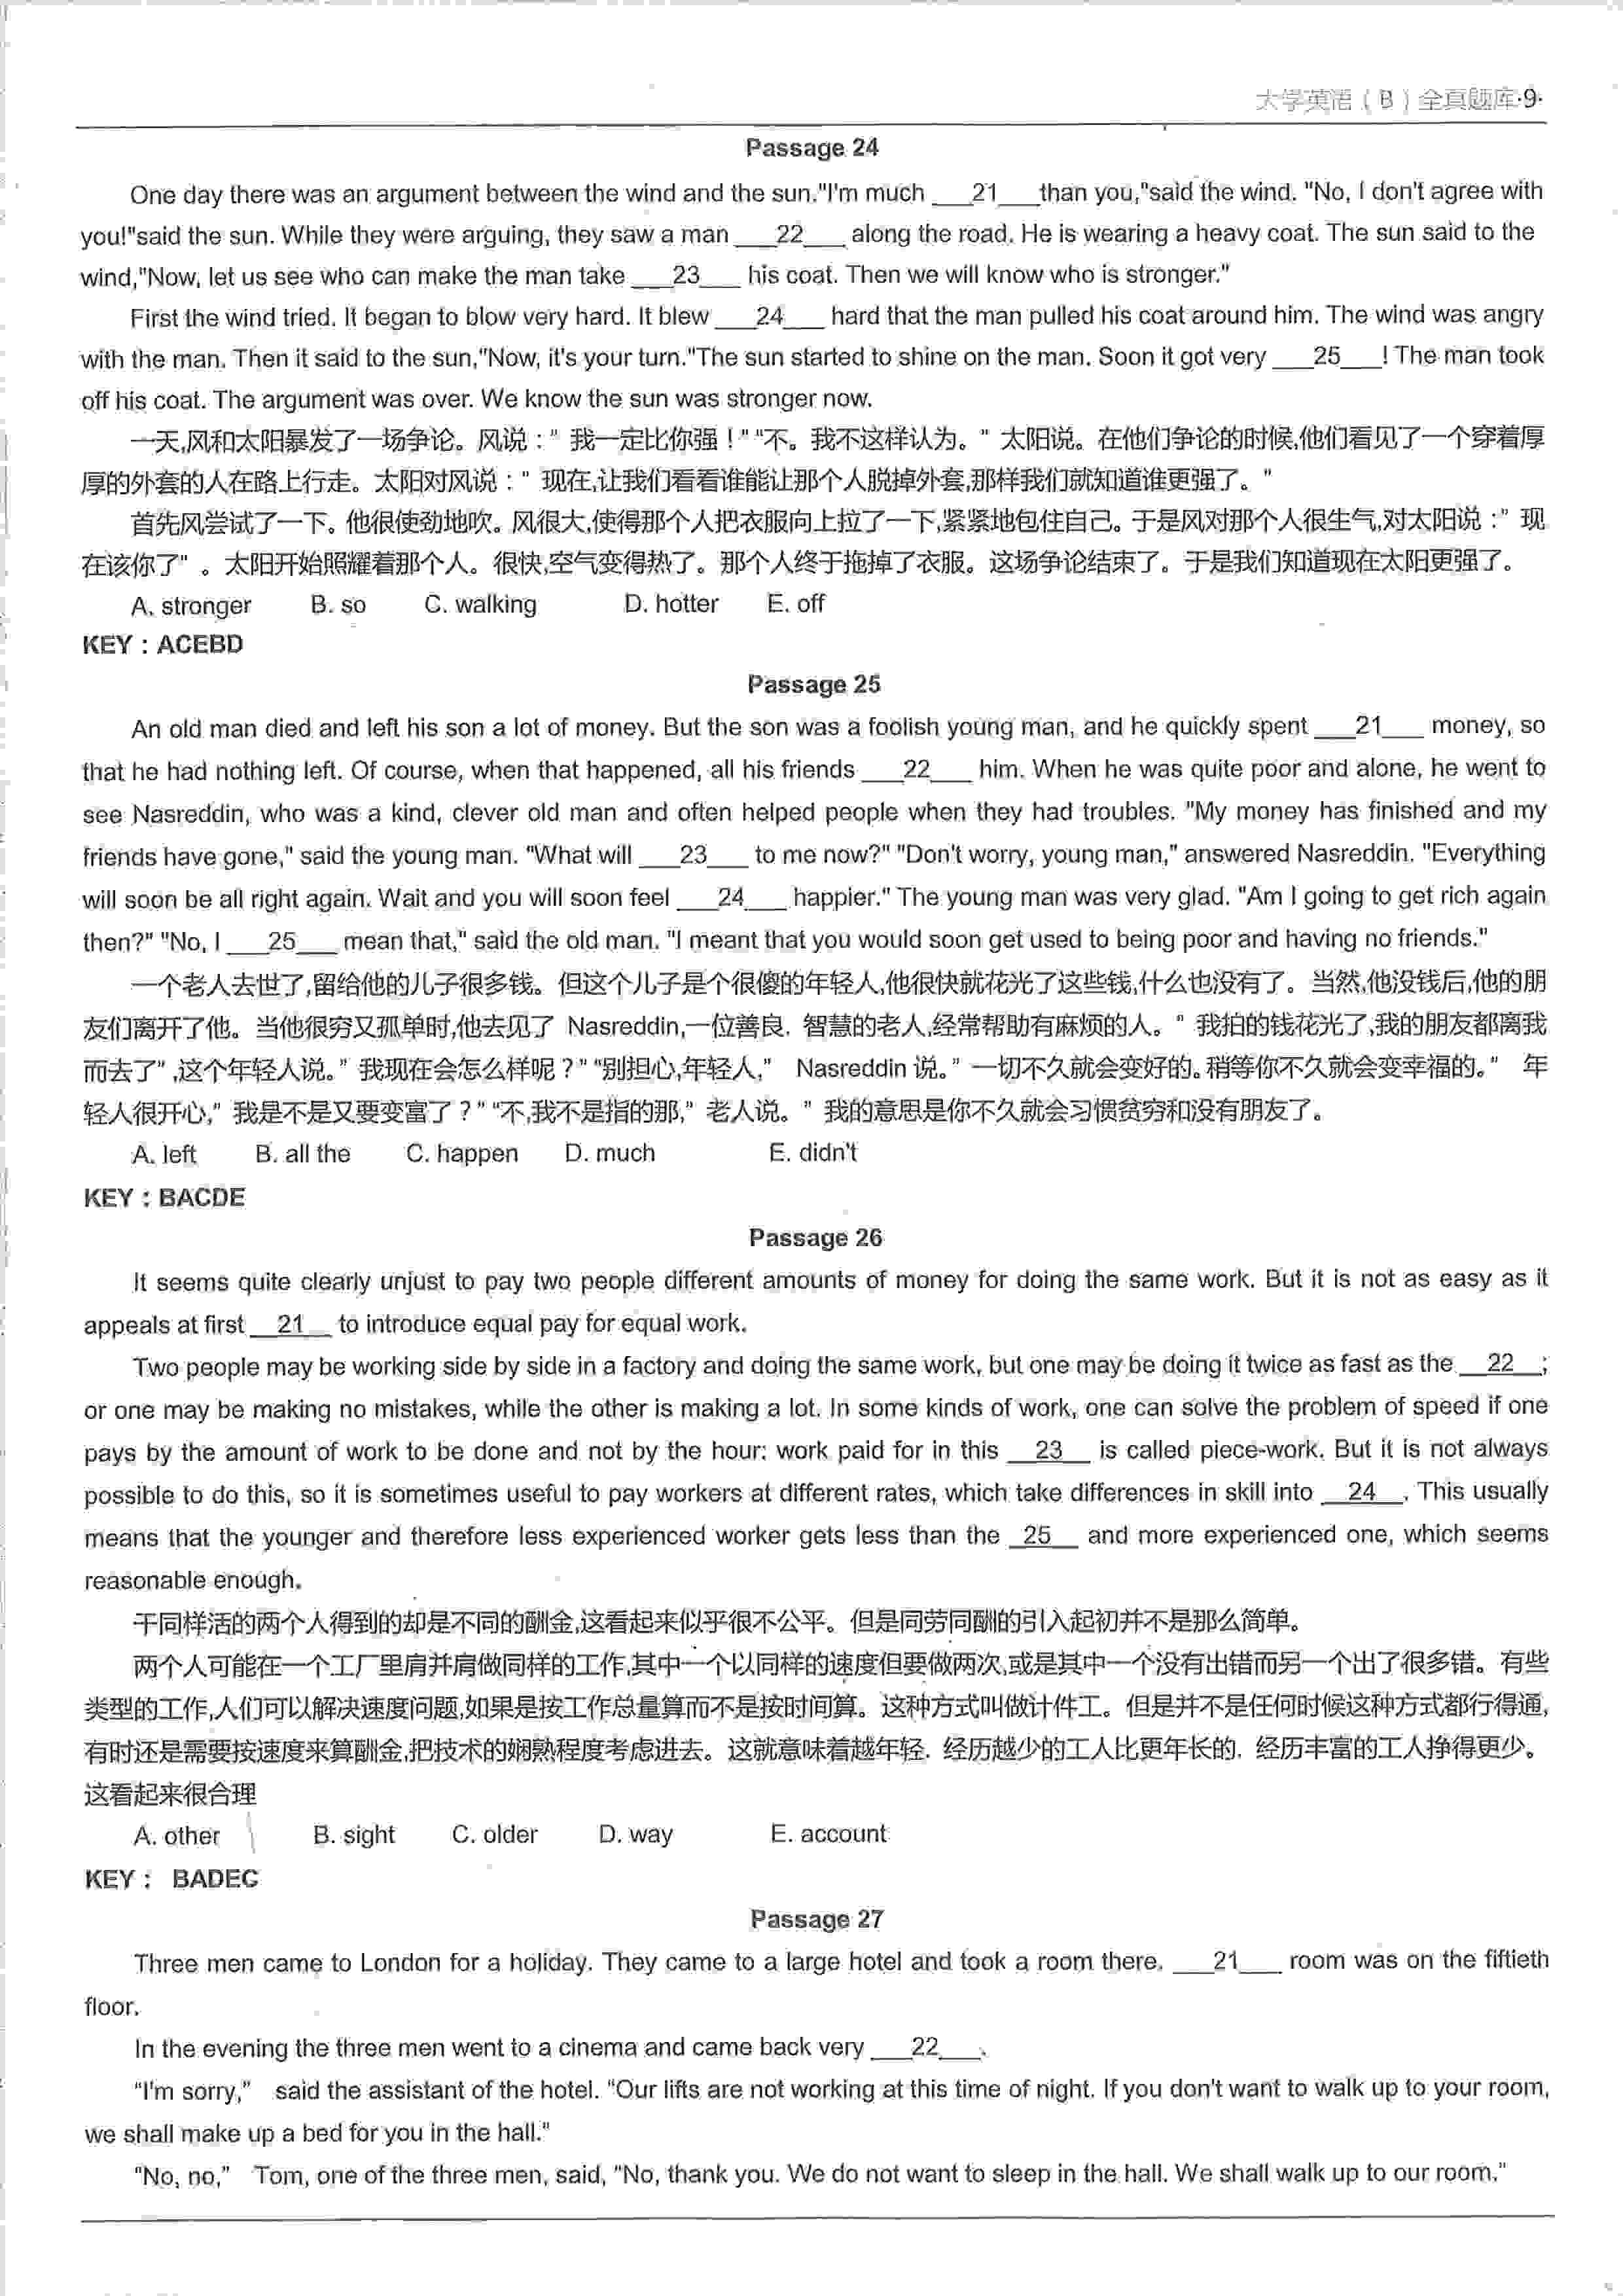 大学英语（B）全真题库·9·
Passage 24
One day there was an argument between the wind and the sun."I'm much ___21___than you,"said the wind. "No, I don't agree with
you!"said the sun. While they were arguing, they saw a man ___22___ along the road. He is wearing a heavy coat. The sun said to the
wind,"Now, let us see who can make the man take ___23___ his coat. Then we will know who is stronger."
First the wind tried. It began to blow very hard. It blew ___24___ hard that the man pulled his coat around him. The wind was angry
with the man. Then it said to the sun,"Now, it's your turn."The sun started to shine on the man. Soon it got very ___25___! The man took
off his coat. The argument was over. We know the sun was stronger now.
一天,风和太阳暴发了一场争论。风说：" 我一定比你强！" "不。我不这样认为。" 太阳说。在他们争论的时候,他们看见了一个穿着厚
厚的外套的人在路上行走。太阳对风说：" 现在,让我们看看谁能让那个人脱掉外套,那样我们就知道谁更强了。"
首先风尝试了一下。他很使劲地吹。风很大,使得那个人把衣服向上拉了一下,紧紧地包住自己。于是风对那个人很生气,对太阳说：" 现
在该你了" 。太阳开始照耀着那个人。很快,空气变得热了。那个人终于拖掉了衣服。这场争论结束了。于是我们知道现在太阳更强了。
A. stronger B. so C. walking D. hotter E. off
KEY：ACEBD
Passage 25
An old man died and left his son a lot of money. But the son was a foolish young man, and he quickly spent ___21___ money, so
that he had nothing left. Of course, when that happened, all his friends ___22___ him. When he was quite poor and alone, he went to
see Nasreddin, who was a kind, clever old man and often helped people when they had troubles. "My money has finished and my
friends have gone," said the young man. "What will ___23___ to me now?" "Don't worry, young man," answered Nasreddin. "Everything
will soon be all right again. Wait and you will soon feel ___24___ happier." The young man was very glad. "Am I going to get rich again
then?" "No, I ___25___ mean that," said the old man. "I meant that you would soon get used to being poor and having no friends."
一个老人去世了,留给他的儿子很多钱。但这个儿子是个很傻的年轻人,他很快就花光了这些钱,什么也没有了。当然,他没钱后,他的朋
友们离开了他。当他很穷又孤单时,他去见了 Nasreddin,一位善良. 智慧的老人,经常帮助有麻烦的人。" 我拍的钱花光了,我的朋友都离我
而去了" ,这个年轻人说。" 我现在会怎么样呢？" "别担心,年轻人," Nasreddin 说。" 一切不久就会变好的。稍等你不久就会变幸福的。" 年
轻人很开心," 我是不是又要变富了？" "不,我不是指的那," 老人说。" 我的意思是你不久就会习惯贫穷和没有朋友了。
A. left B. all the C. happen D. much E. didn't
KEY：BACDE
Passage 26
It seems quite clearly unjust to pay two people different amounts of money for doing the same work. But it is not as easy as it
appeals at first __21__ to introduce equal pay for equal work.
Two people may be working side by side in a factory and doing the same work, but one may be doing it twice as fast as the __22__;
or one may be making no mistakes, while the other is making a lot. In some kinds of work, one can solve the problem of speed if one
pays by the amount of work to be done and not by the hour: work paid for in this __23__ is called piece-work. But it is not always
possible to do this, so it is sometimes useful to pay workers at different rates, which take differences in skill into __24__. This usually
means that the younger and therefore less experienced worker gets less than the _25__ and more experienced one, which seems
reasonable enough.
干同样活的两个人得到的却是不同的酬金,这看起来似乎很不公平。但是同劳同酬的引入起初并不是那么简单。
两个人可能在一个工厂里肩并肩做同样的工作,其中一个以同样的速度但要做两次,或是其中一个没有出错而另一个出了很多错。有些
类型的工作,人们可以解决速度问题,如果是按工作总量算而不是按时间算。这种方式叫做计件工。但是并不是任何时候这种方式都行得通,
有时还是需要按速度来算酬金,把技术的娴熟程度考虑进去。这就意味着越年轻. 经历越少的工人比更年长的. 经历丰富的工人挣得更少。
这看起来很合理
A. other B. sight C. older D. way E. account
KEY： BADEC
Passage 27
Three men came to London for a holiday. They came to a large hotel and took a room there. ___21___ room was on the fiftieth
floor.
In the evening the three men went to a cinema and came back very ___22___.
"I'm sorry," said the assistant of the hotel. "Our lifts are not working at this time of night. If you don't want to walk up to your room,
we shall make up a bed for you in the hall."
"No, no," Tom, one of the three men, said, "No, thank you. We do not want to sleep in the hall. We shall walk up to our room."